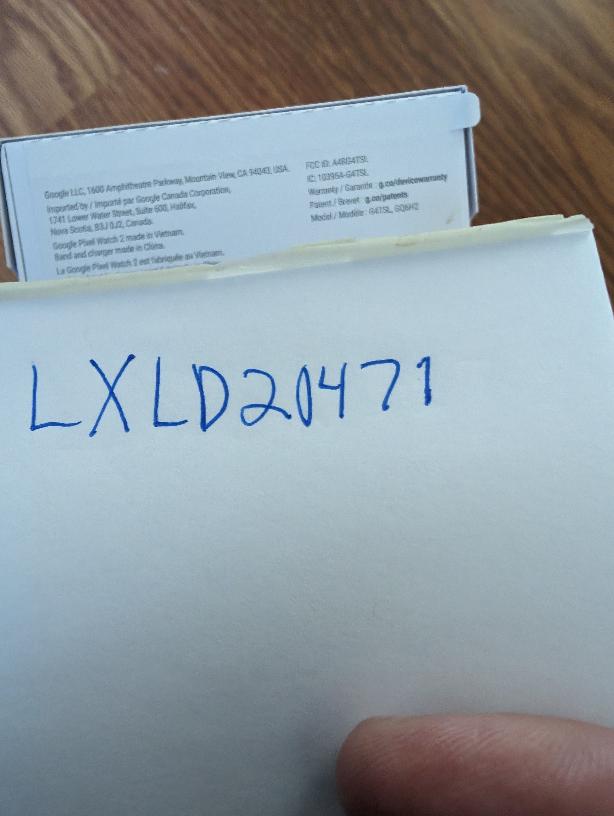 Google LLC, 1600 Amphitheatre Parkway, Mountain View, CA 94043, USA.
Imported by / Importé par Google Canada Corporation,
1741 Lower Water Street, Suite 600, Halifax,
Nova Scotia, B3J 0J2, Canada.
Google Pixel Watch 2 made in Vietnam.
Band and charger made in China.
La Google Pixel Watch 2 est fabriquée au Vietnam.
FCC ID: A4RG4TSL
IC: 10395A-G4TSL
Warranty / Garantie : g.co/devicewarranty
Patent / Brevet : g.co/patents
Model / Modèle : G4TSL, GQ6H2
LXLD20471